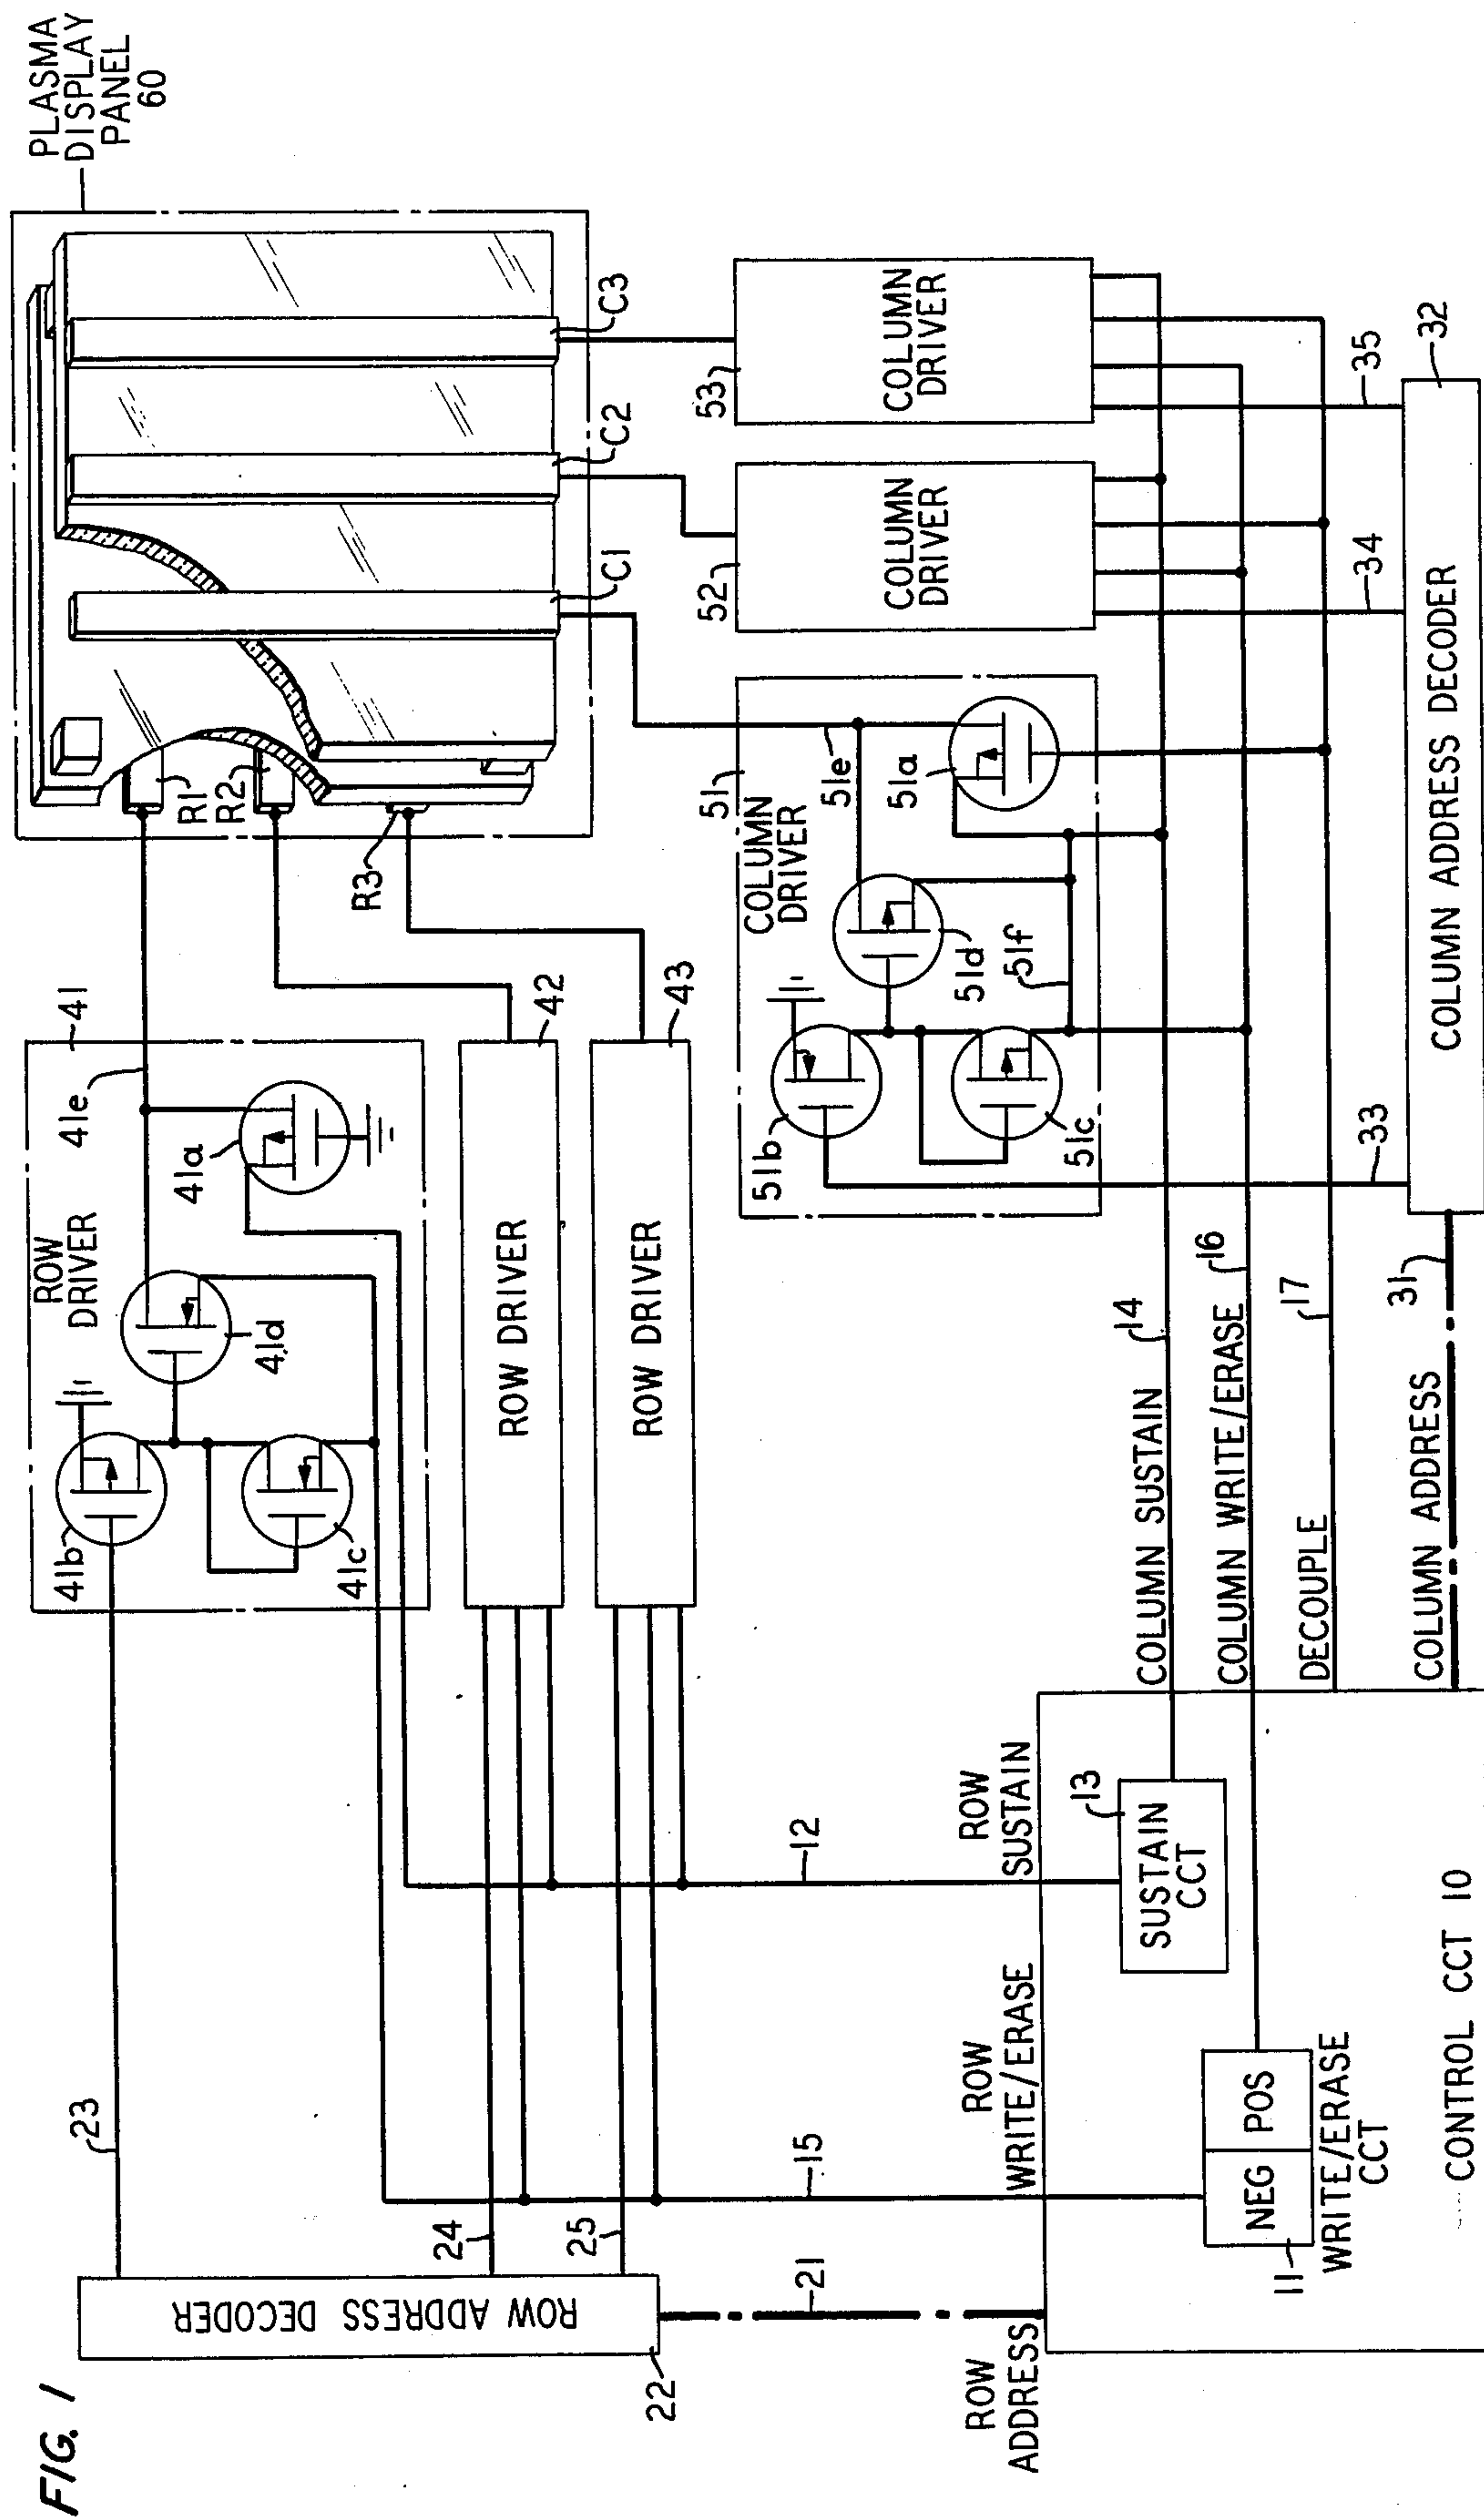 FIG. 1
PLASMA
DISPLAY
PANEL
60
ROW
DRIVER
41
41e
41b
41d
41a
41c
23
R1
R2
R3
C1
C2
C3
ROW DRIVER
42
ROW DRIVER
43
ROW ADDRESS DECODER
22
24
25
21
15
12
51
COLUMN
DRIVER
51e
51b
51d
51a
51f
51c
52
COLUMN
DRIVER
53
COLUMN
DRIVER
ROW
ADDRESS
ROW
WRITE/ERASE
ROW
SUSTAIN
COLUMN SUSTAIN
14
COLUMN WRITE/ERASE
16
DECOUPLE
17
COLUMN ADDRESS
31
33
34
35
COLUMN ADDRESS DECODER
32
13
SUSTAIN
CCT
11
NEG
POS
WRITE/ERASE
CCT
CONTROL CCT 10